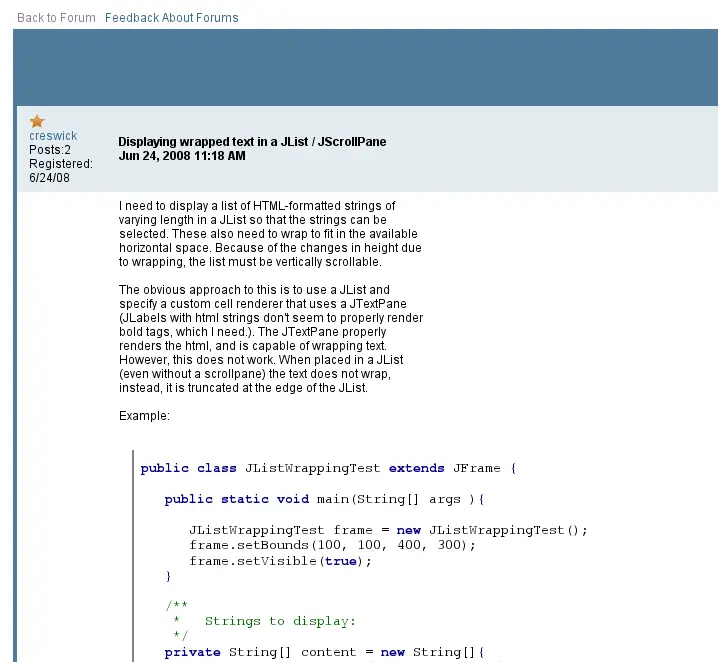 Back to Forum Feedback About Forums
creswick
Posts:2
Registered:
6/24/08
Displaying wrapped text in a JList / JScrollPane
Jun 24, 2008 11:18 AM
I need to display a list of HTML-formatted strings of
varying length in a JList so that the strings can be
selected. These also need to wrap to fit in the available
horizontal space. Because of the changes in height due
to wrapping, the list must be vertically scrollable.
The obvious approach to this is to use a JList and
specify a custom cell renderer that uses a JTextPane
(JLabels with html strings don't seem to properly render
bold tags, which I need.). The JTextPane properly
renders the html, and is capable of wrapping text.
However, this does not work. When placed in a JList
(even without a scrollpane) the text does not wrap,
instead, it is truncated at the edge of the JList.
Example:
public class JListWrappingTest extends JFrame {
public static void main(String[] args ){
JListWrappingTest frame = new JListWrappingTest();
frame.setBounds(100, 100, 400, 300);
frame.setVisible(true);
}
/**
* Strings to display:
*/
private String[] content = new String[]{